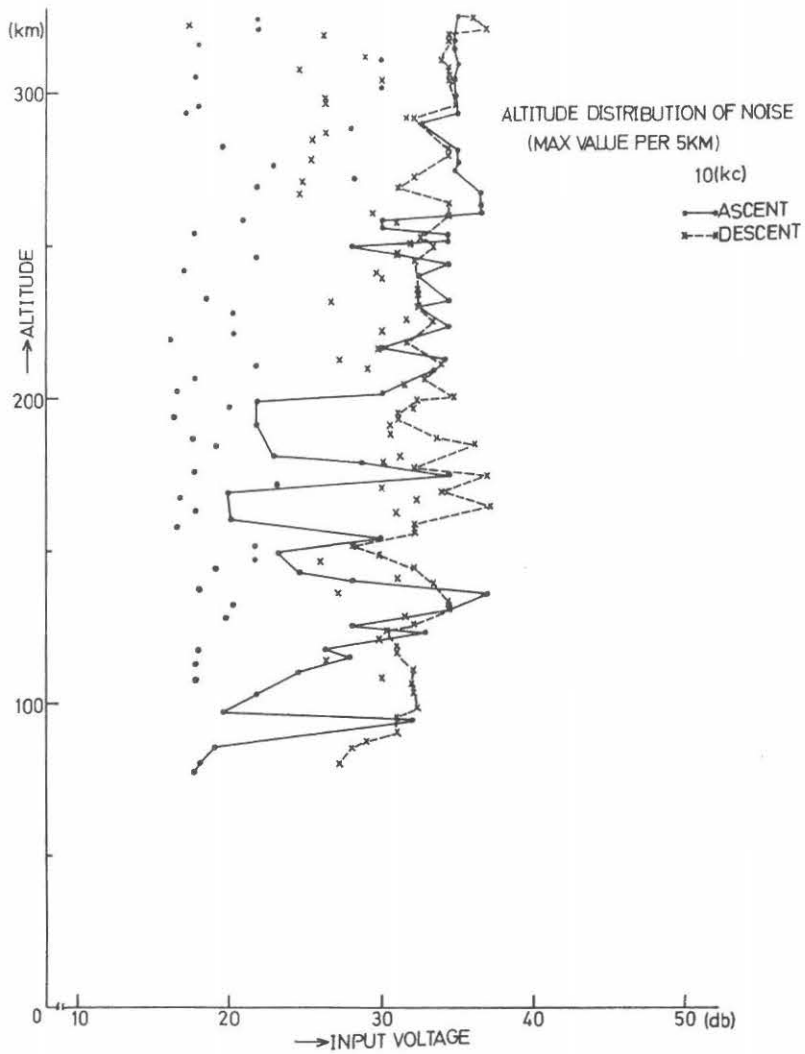 (km)
300
200
100
0
ALTITUDE
ALTITUDE DISTRIBUTION OF NOISE
(MAX VALUE PER 5KM)
10(kc)
ASCENT
DESCENT
10 20 30 40 50 (db)
INPUT VOLTAGE